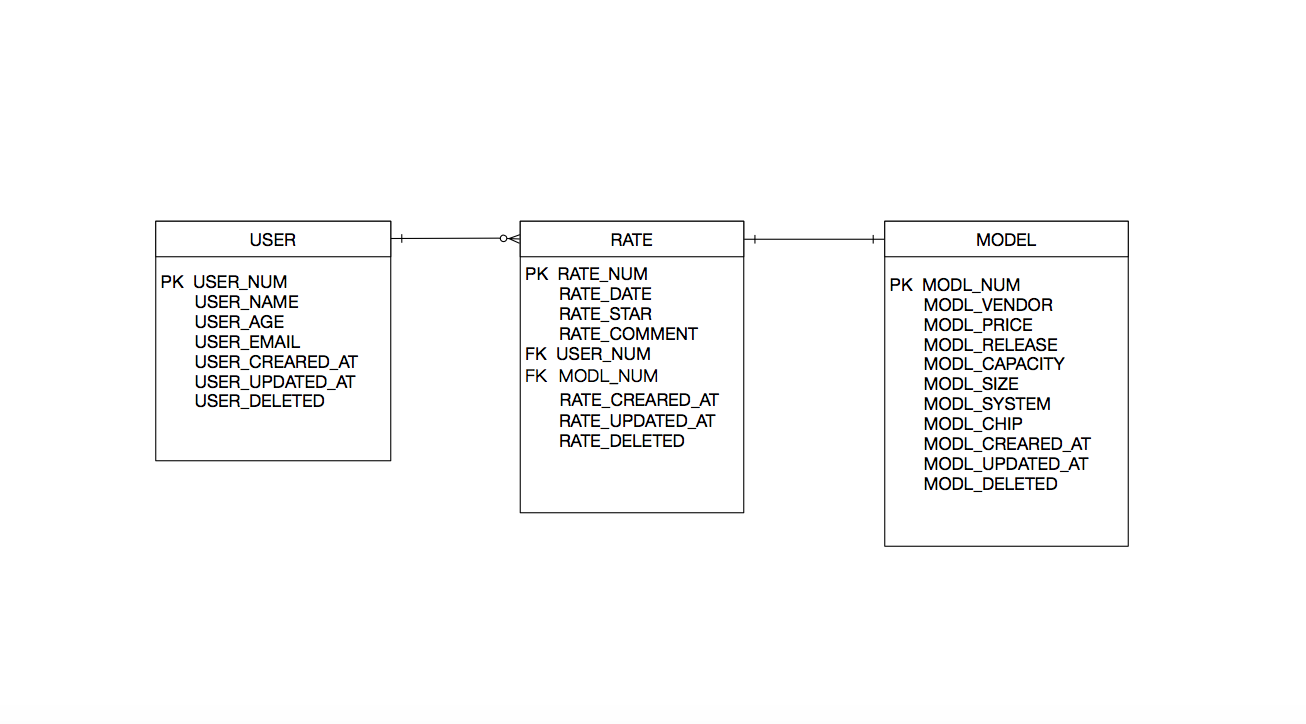 USER
PK USER_NUM
USER_NAME
USER_AGE
USER_EMAIL
USER_CREARED_AT
USER_UPDATED_AT
USER_DELETED
RATE
PK RATE_NUM
RATE_DATE
RATE_STAR
RATE_COMMENT
FK USER_NUM
FK MODL_NUM
RATE_CREARED_AT
RATE_UPDATED_AT
RATE_DELETED
MODEL
PK MODL_NUM
MODL_VENDOR
MODL_PRICE
MODL_RELEASE
MODL_CAPACITY
MODL_SIZE
MODL_SYSTEM
MODL_CHIP
MODL_CREARED_AT
MODL_UPDATED_AT
MODL_DELETED